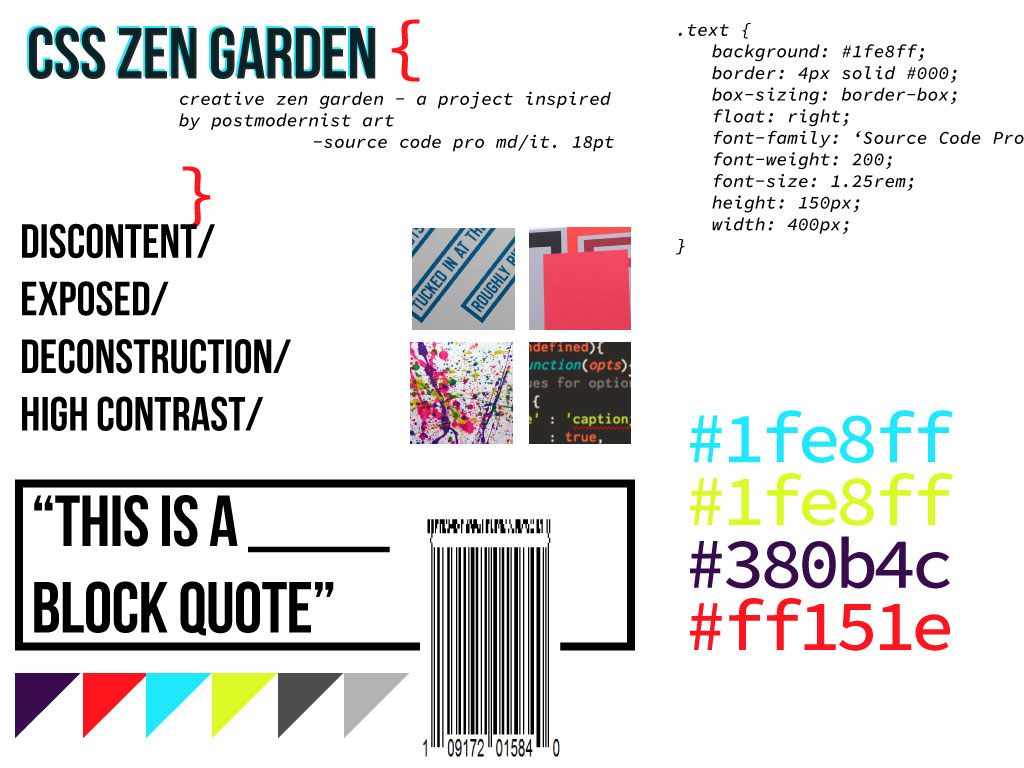 CSS ZEN GARDEN {
creative zen garden - a project inspired
by postmodernist art
-source code pro md/it. 18pt
}
.text {
background: #1fe8ff;
border: 4px solid #000;
box-sizing: border-box;
float: right;
font-family: ‘Source Code Pro
font-weight: 200;
font-size: 1.25rem;
height: 150px;
width: 400px;
}
DISCONTENT/
EXPOSED/
DECONSTRUCTION/
HIGH CONTRAST/
TUCKED IN AT TH
ROUGHLY
ndefined){
unction(opts)
ues for option
{
e' : 'caption
: true,
#1fe8ff
#1fe8ff
#380b4c
#ff151e
“THIS IS A _____
BLOCK QUOTE”
1 09172 01584 0